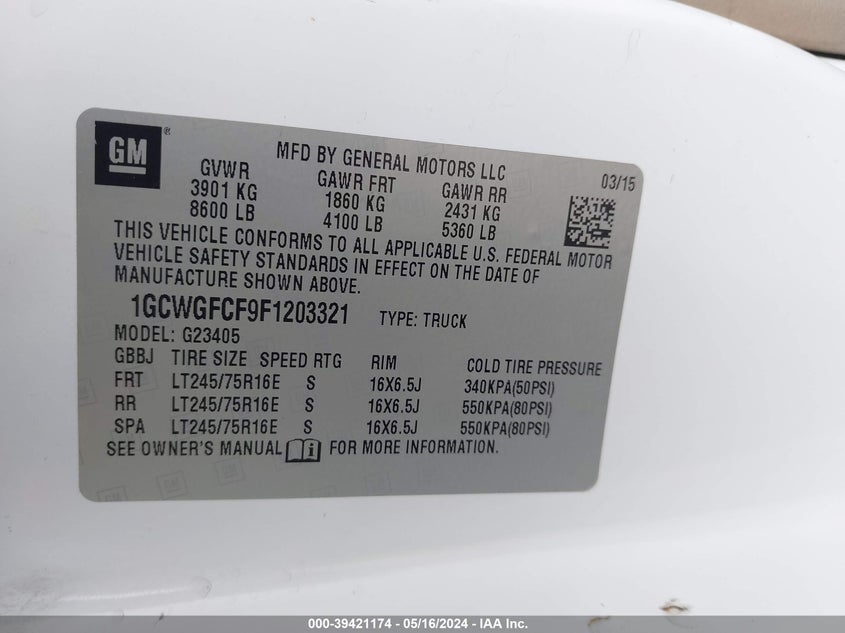 GM®
MFD BY GENERAL MOTORS LLC
03/15
GVWR GAWR FRT GAWR RR
3901 KG 1860 KG 2431 KG
8600 LB 4100 LB 5360 LB
THIS VEHICLE CONFORMS TO ALL APPLICABLE U.S. FEDERAL MOTOR
VEHICLE SAFETY STANDARDS IN EFFECT ON THE DATE OF
MANUFACTURE SHOWN ABOVE.
1GCWGFCF9F1203321 TYPE: TRUCK
MODEL: G23405
GBBJ TIRE SIZE SPEED RTG RIM COLD TIRE PRESSURE
FRT LT245/75R16E S 16X6.5J 340KPA(50PSI)
RR LT245/75R16E S 16X6.5J 550KPA(80PSI)
SPA LT245/75R16E S 16X6.5J 550KPA(80PSI)
SEE OWNER'S MANUAL i FOR MORE INFORMATION.
000-39421174 - 05/16/2024 - IAA Inc.